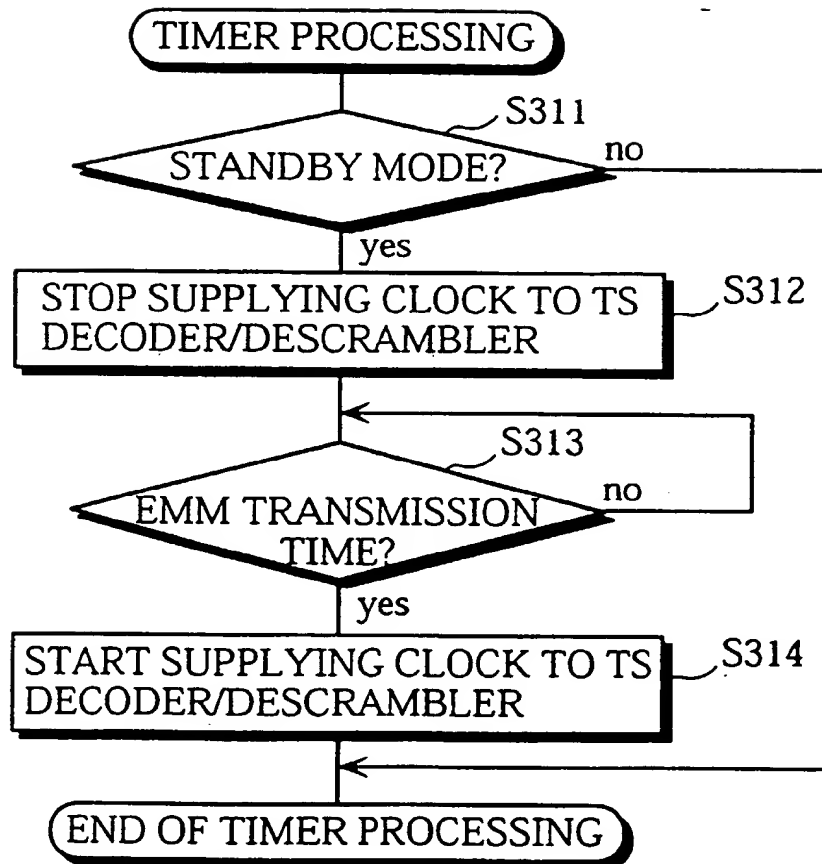 TIMER PROCESSING
S311
STANDBY MODE?
no
yes
STOP SUPPLYING CLOCK TO TS
DECODER/DESCRAMBLER
S312
S313
EMM TRANSMISSION
TIME?
no
yes
START SUPPLYING CLOCK TO TS
DECODER/DESCRAMBLER
S314
END OF TIMER PROCESSING